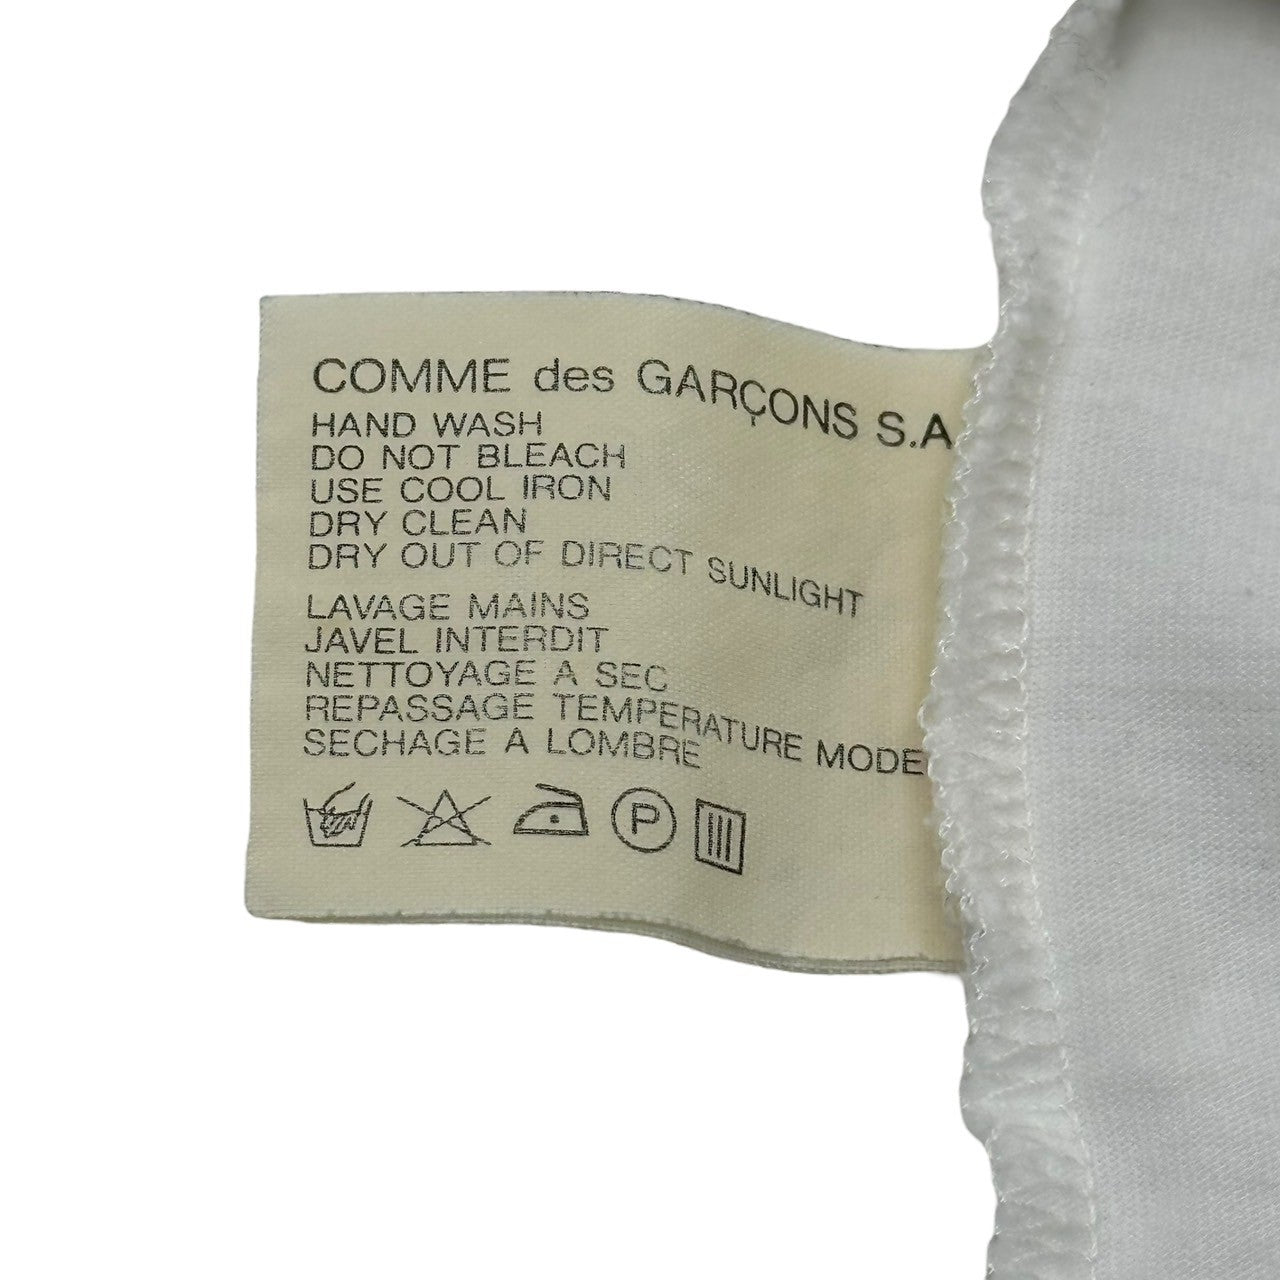 COMME des GARÇONS S.A
HAND WASH
DO NOT BLEACH
USE COOL IRON
DRY CLEAN
DRY OUT OF DIRECT SUNLIGHT
LAVAGE MAINS
JAVEL INTERDIT
NETTOYAGE A SEC
REPASSAGE TEMPERATURE MODE
SECHAGE A LOMBRE
P